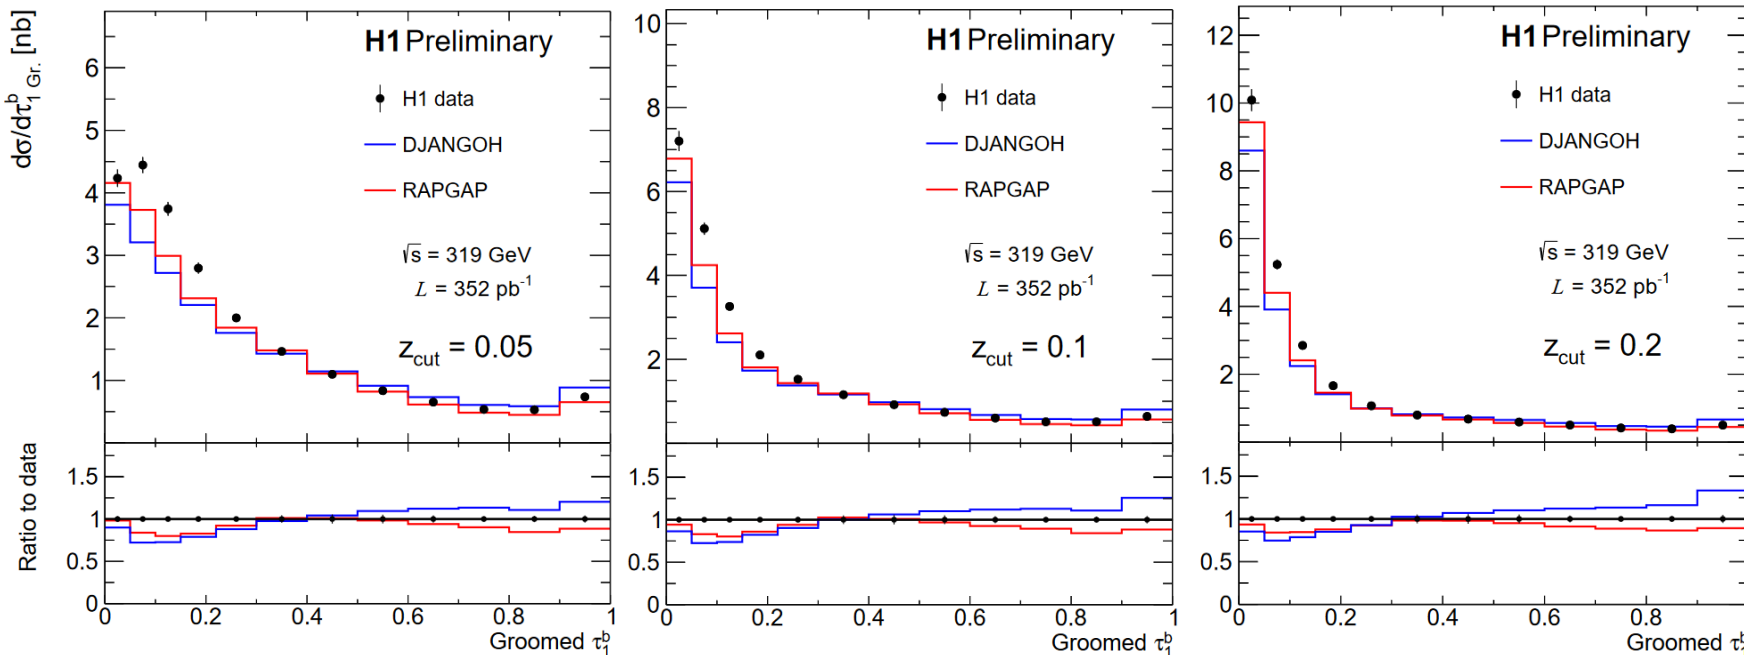 dσ/dτ₁ᵇ Gr. [nb]
H1 Preliminary
H1 data
DJANGOH
RAPGAP
√s = 319 GeV
L = 352 pb⁻¹
z_cut = 0.05
6
5
4
3
2
1
Ratio to data
1.5
1
0.5
0
0 0.2 0.4 0.6 0.8 1
Groomed τ₁ᵇ
H1 Preliminary
H1 data
DJANGOH
RAPGAP
√s = 319 GeV
L = 352 pb⁻¹
z_cut = 0.1
10
8
6
4
2
1.5
1
0.5
0
0 0.2 0.4 0.6 0.8 1
Groomed τ₁ᵇ
H1 Preliminary
H1 data
DJANGOH
RAPGAP
√s = 319 GeV
L = 352 pb⁻¹
z_cut = 0.2
12
10
8
6
4
2
1.5
1
0.5
0
0 0.2 0.4 0.6 0.8
Groomed